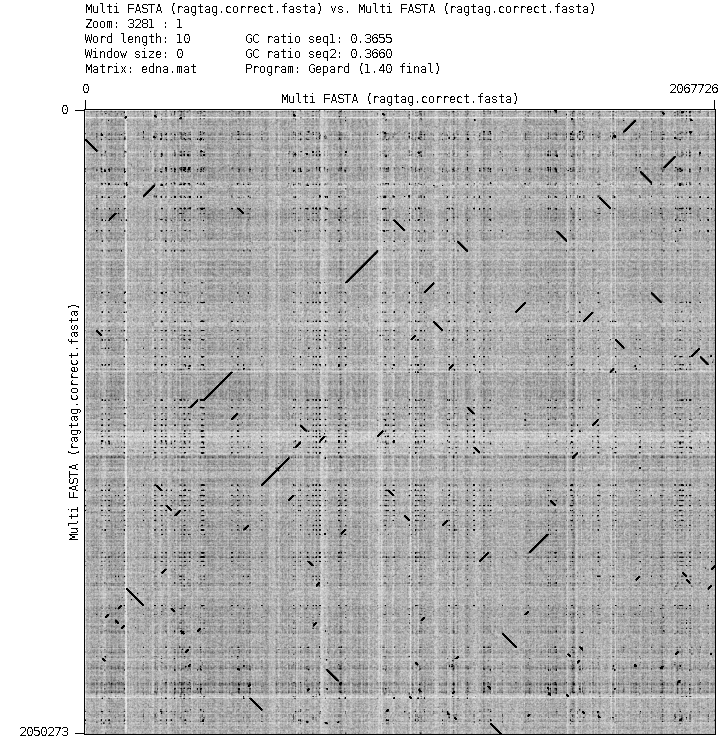 Multi FASTA (ragtag.correct.fasta) vs. Multi FASTA (ragtag.correct.fasta)
Zoom: 3281 : 1
Word length: 10 GC ratio seq1: 0.3655
Window size: 0 GC ratio seq2: 0.3660
Matrix: edna.mat Program: Gepard (1.40 final)
0 2067726
Multi FASTA (ragtag.correct.fasta)
0
Multi FASTA (ragtag.correct.fasta)
2050273